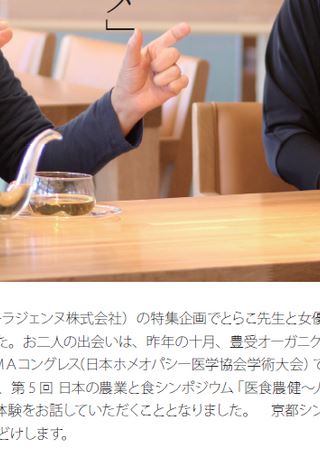 ス」
ーラジェンヌ株式会社）の特集企画でとらこ先生と女優
た。お二人の出会いは、昨年の十月、豊受オーガニク
ＭＡコングレス(日本ホメオパシー医学協会学術大会）で
、第５回 日本の農業と食シンポジウム「医食農健～人
体験をお話していただくこととなりました。　京都シン
どけします。